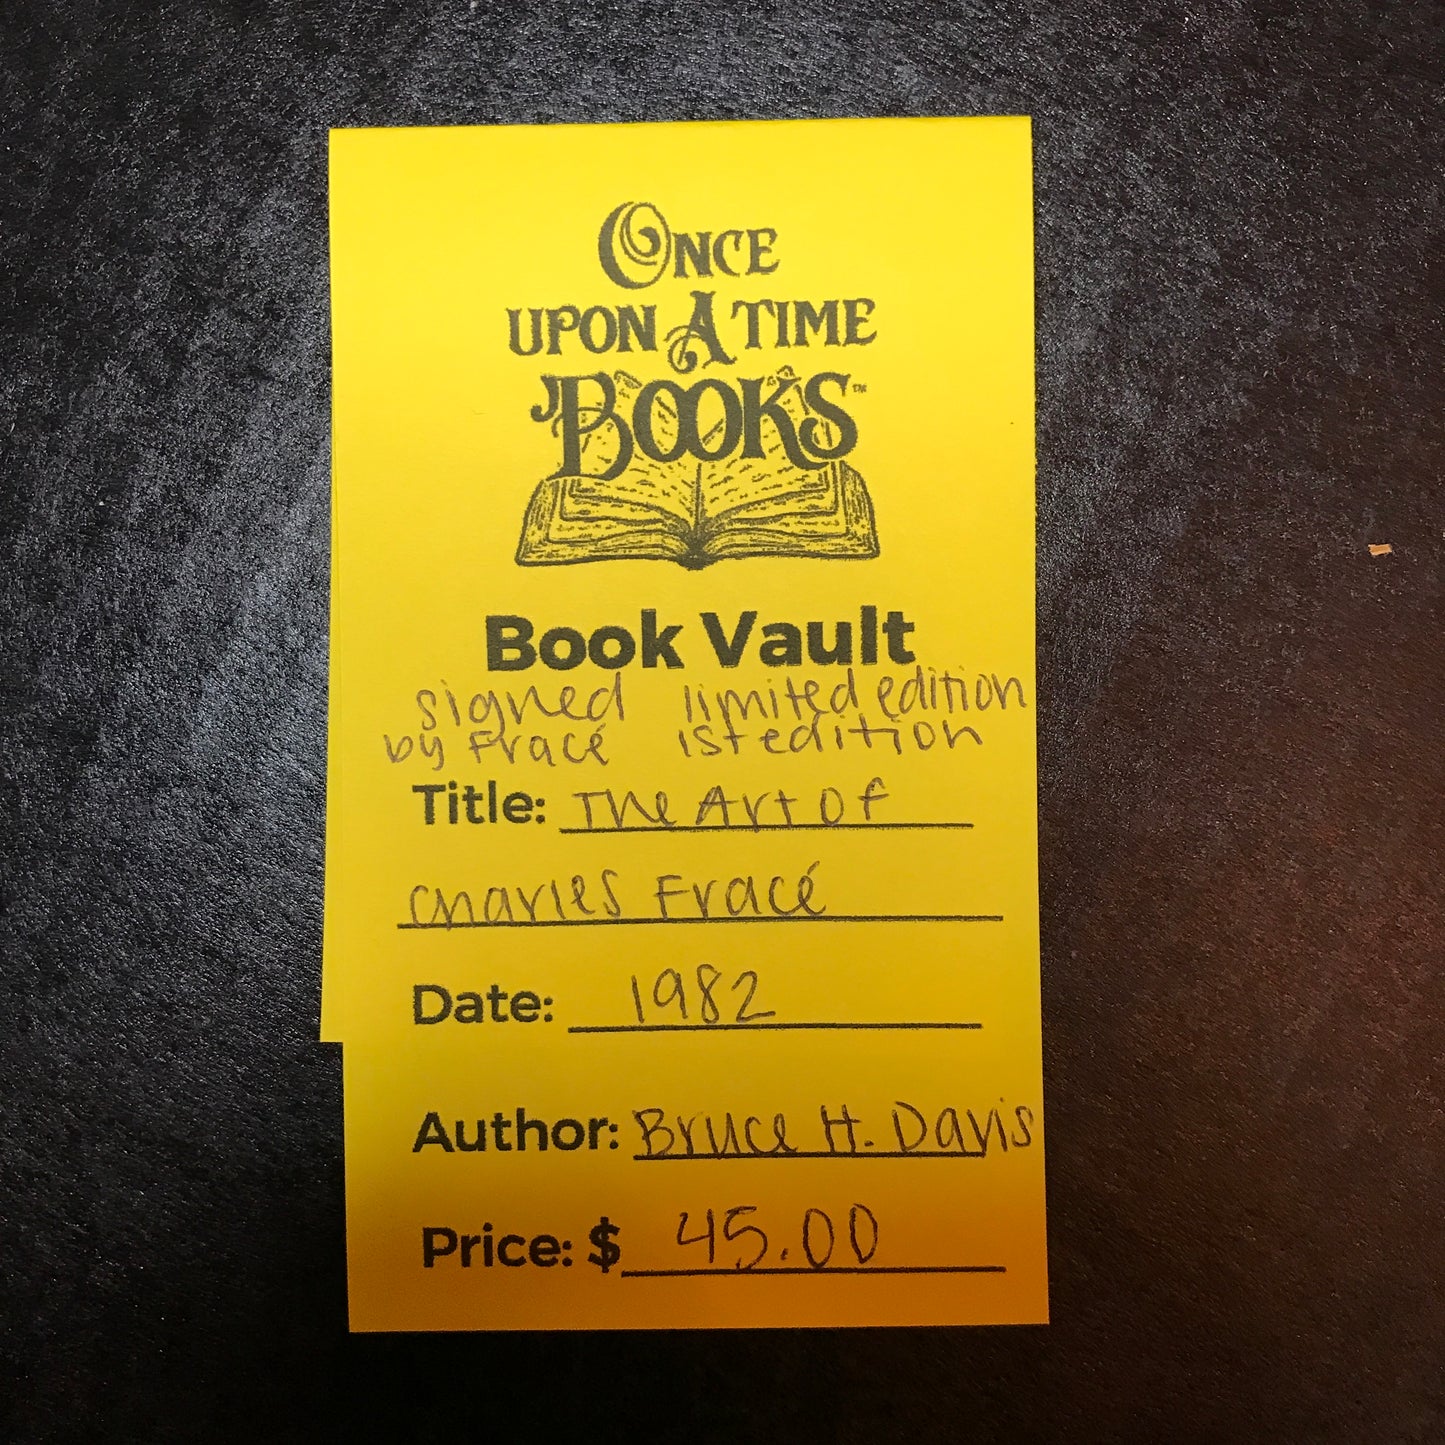 ONCE
UPON A TIME
BOOKS™
Book Vault
signed limited edition
by Fracé 1st edition
Title: The Art Of
Charles Fracé
Date: 1982
Author: Bruce H. Davis
Price: $ 45.00